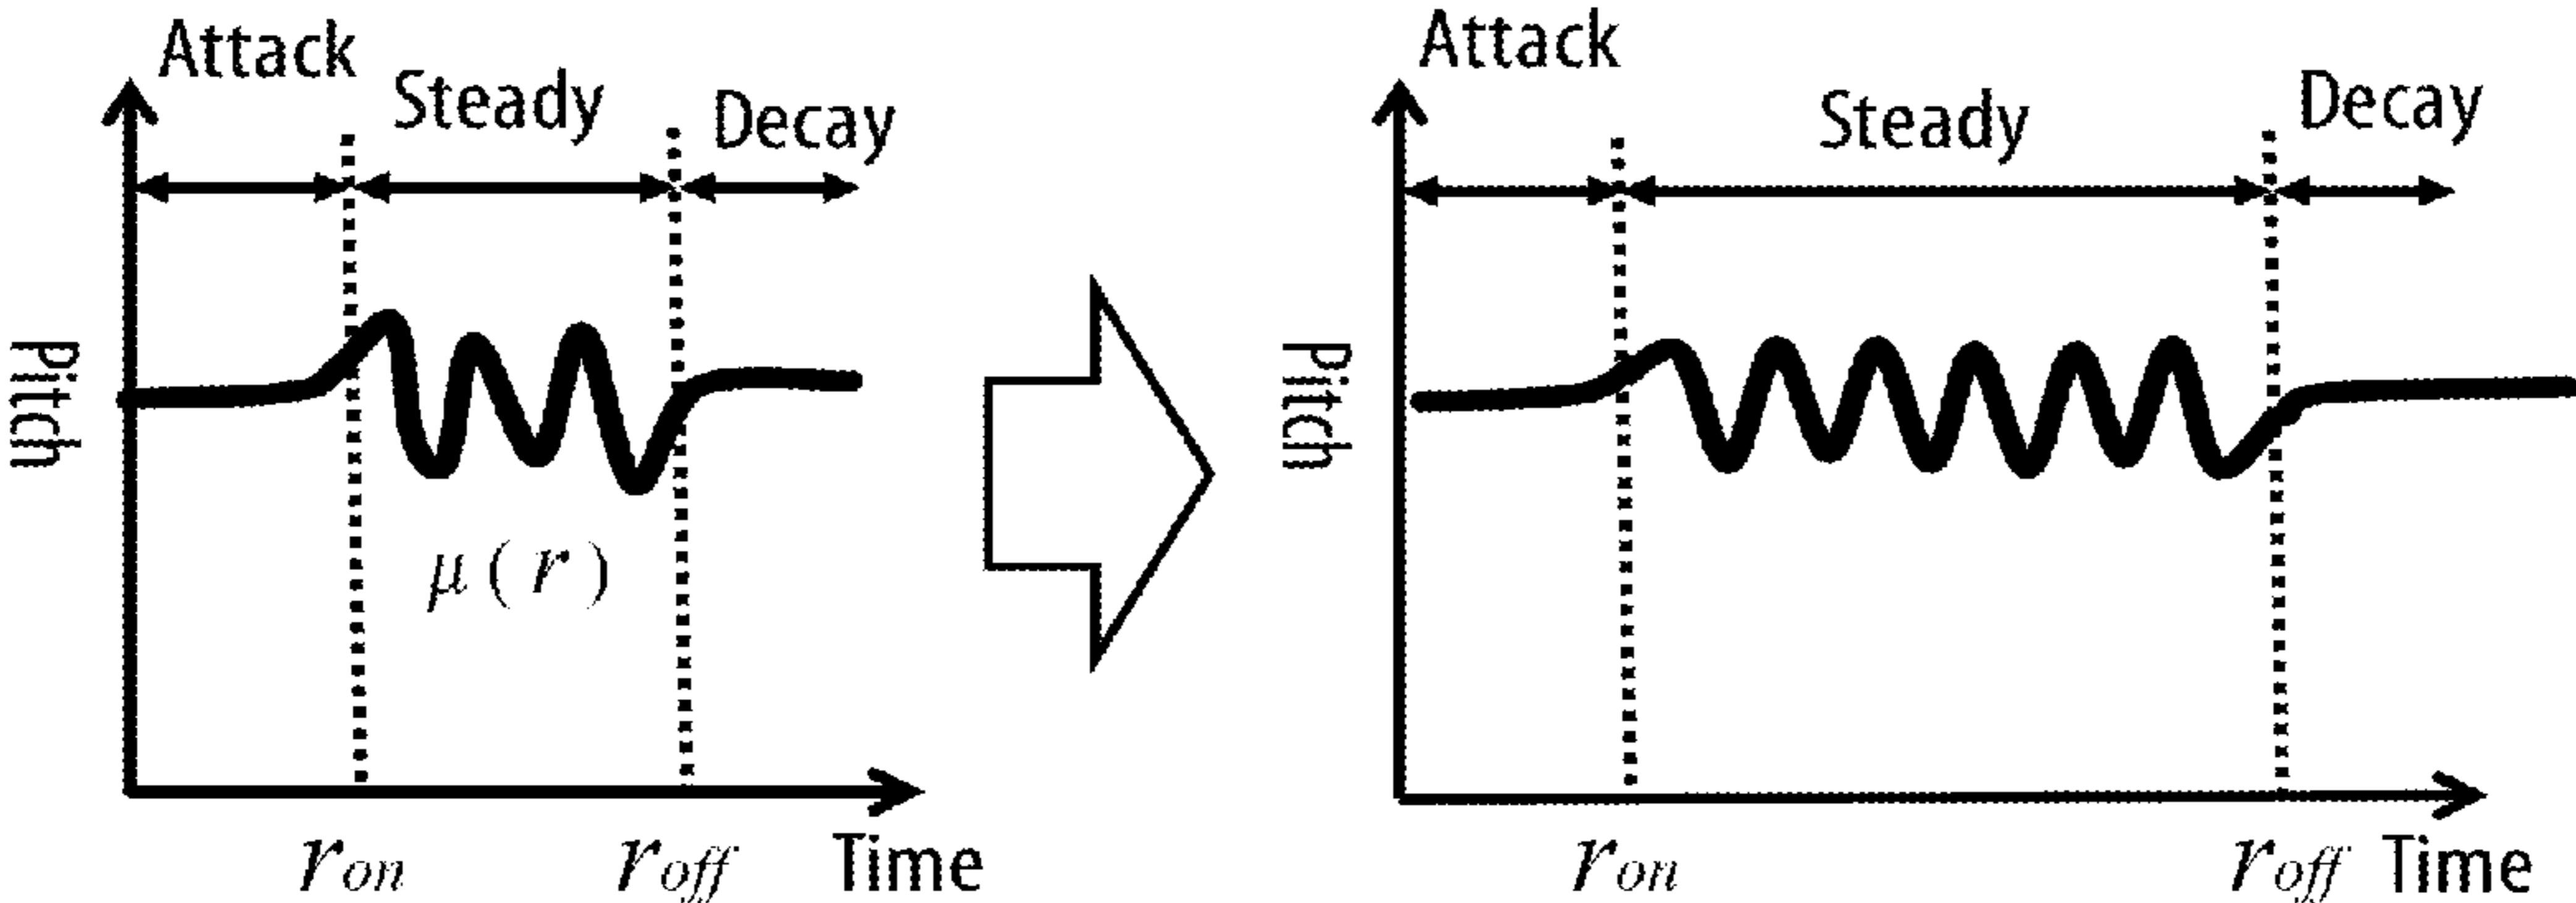 Attack
Steady
Decay
Pitch
μ(r)
r_on
r_off
Time
Attack
Steady
Decay
Pitch
r_on
r_off
Time